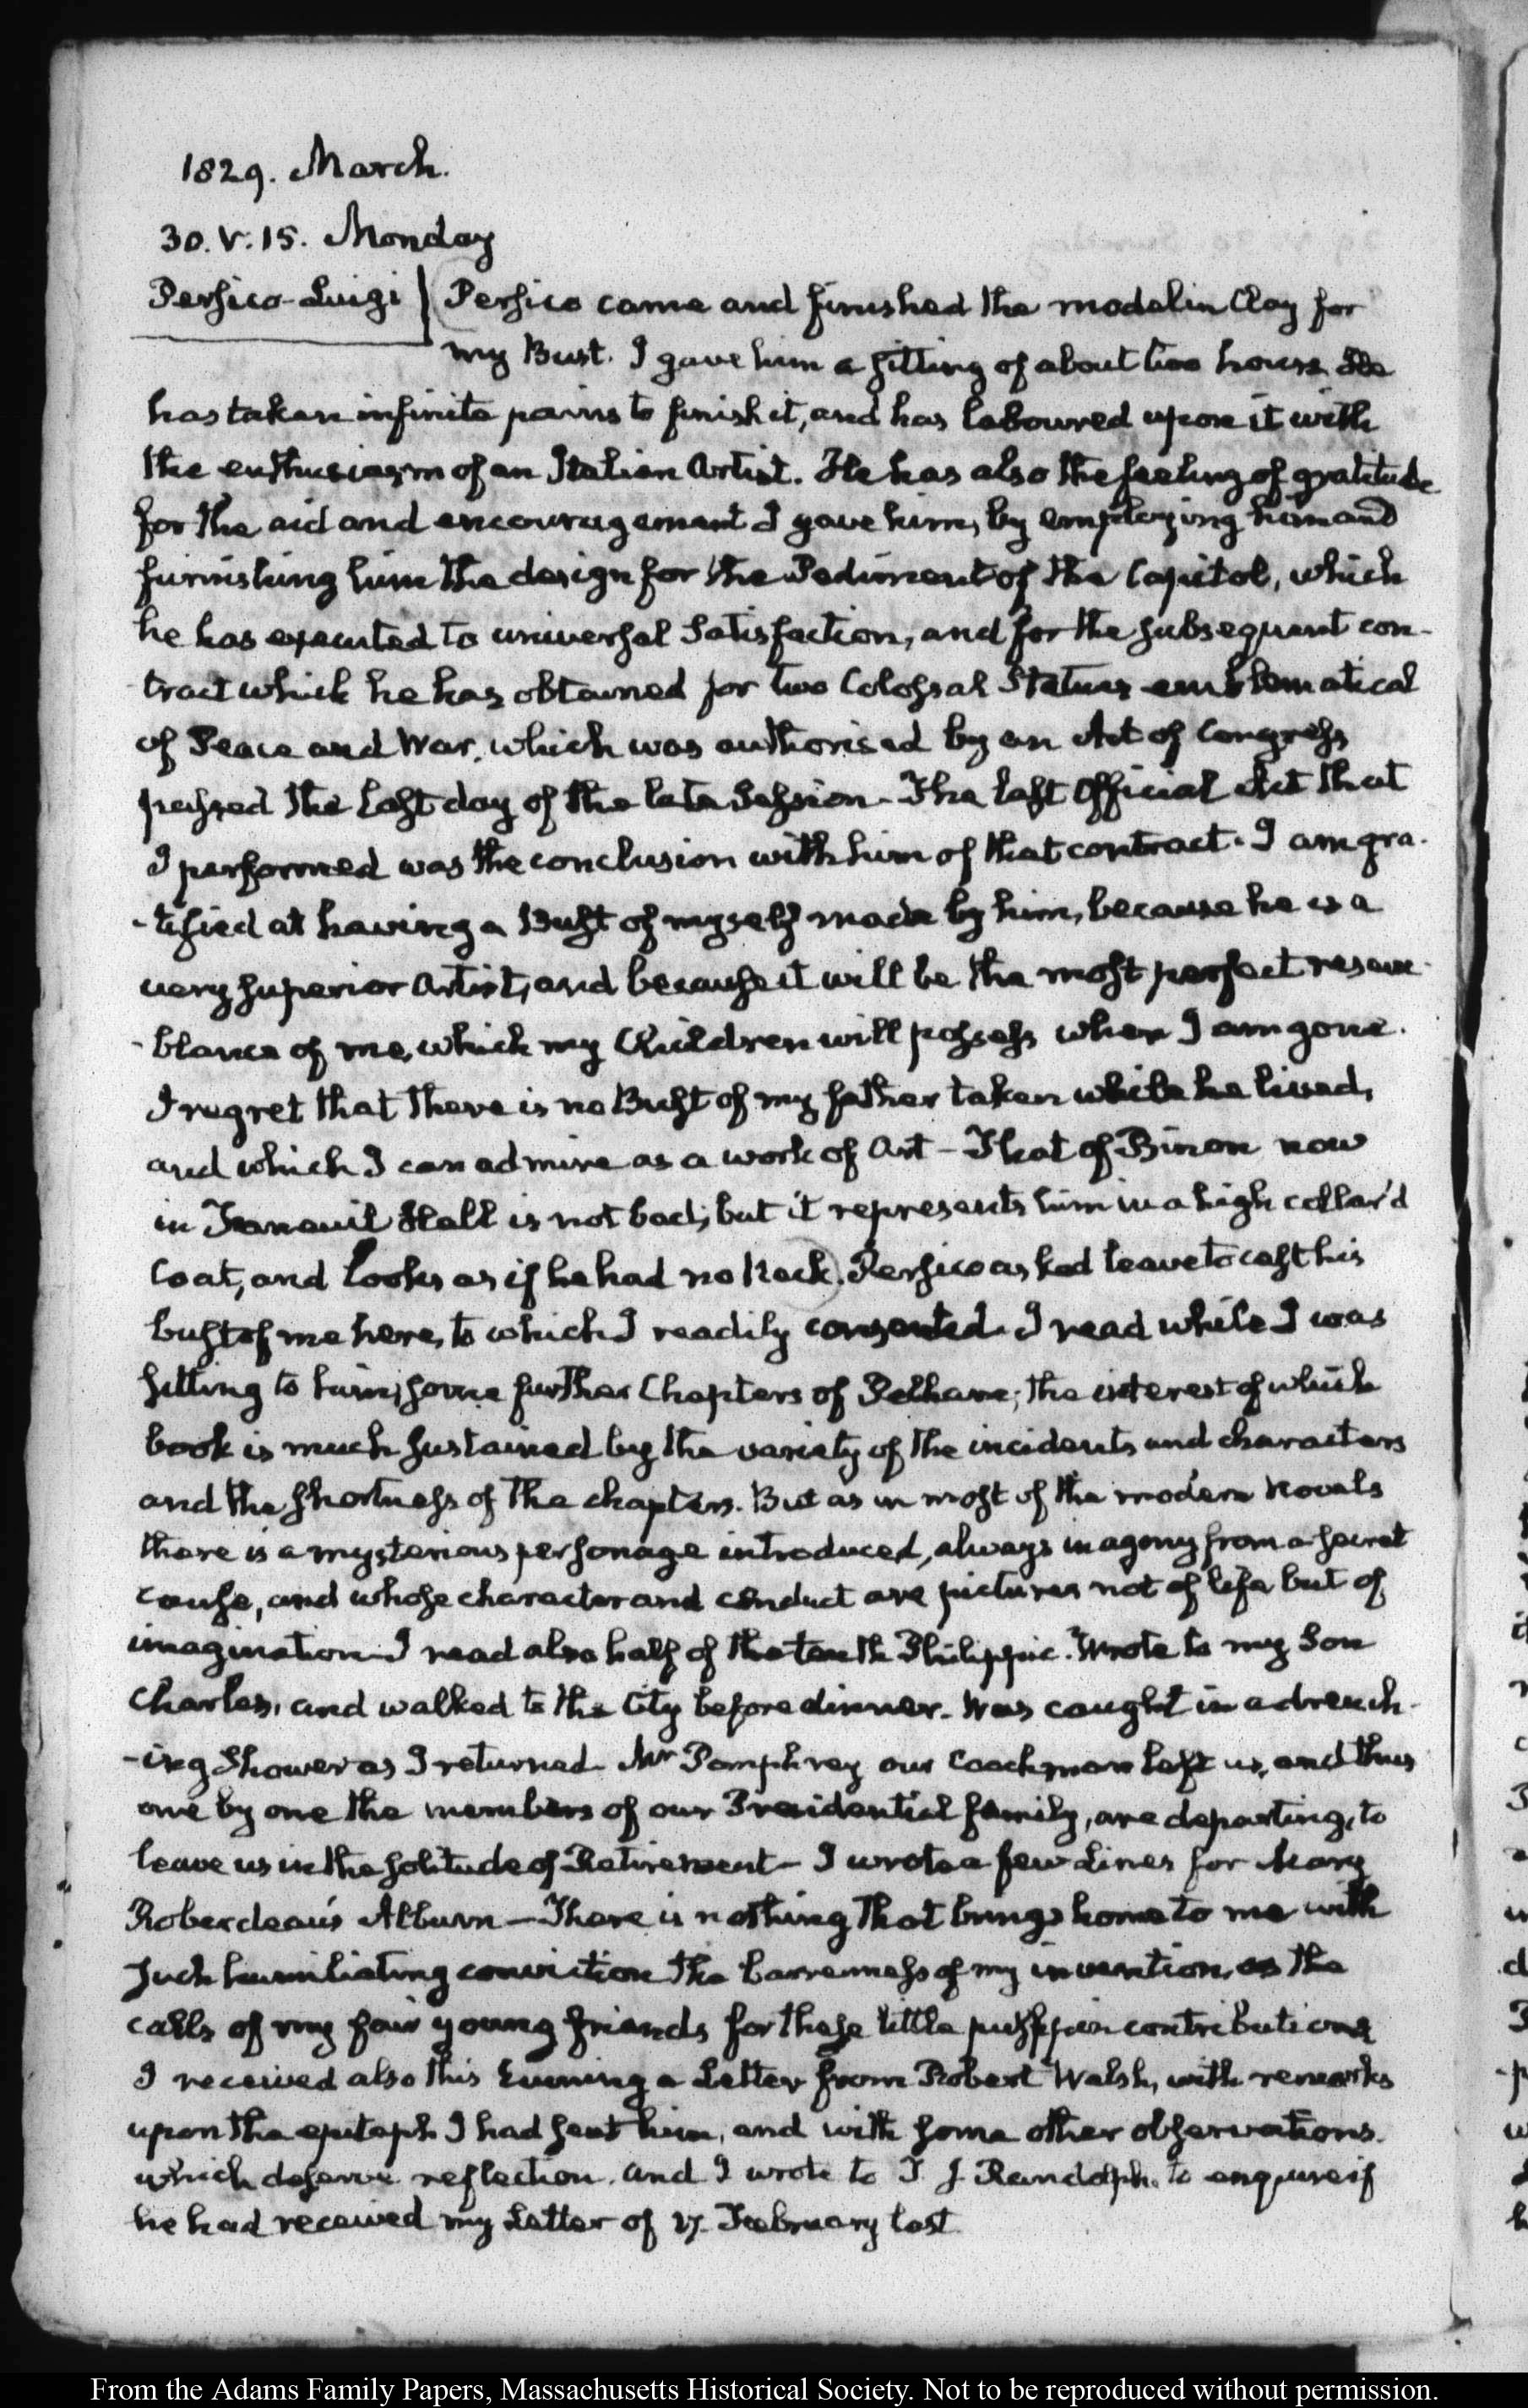 1829. March.
30. V:15. Monday
Persico-Luigi Persico came and finished the model in Clay for
my Bust. I gave him a sitting of about two hours. He
has taken infinite pains to finish it, and has laboured upon it with
the enthusiasm of an Italian Artist. He has also the feeling of gratitude
for the aid and encouragement I gave him, by employing him and
furnishing him the design for the Pediment of the Capitol, which
he has executed to universal Satisfaction, and for the subsequent con-
tract which he has obtained for two Colossal Statues emblematical
of Peace and War, which was authorised by an Act of Congress
passed the last day of the late Session - The last Official Act that
I performed was the conclusion with him of that contract. I am gra-
-tified at having a Bust of myself made by him, because he is a
very superior Artist, and because it will be the most perfect resem-
-blance of me, which my Children will possess when I am gone.
I regret that there is no Bust of my father taken while he lived,
and which I can admire as a work of Art - That of Binon now
in Faneuil Hall is not bad; but it represents him in a high collar'd
Coat, and looks as if he had no Neck. Persico asked leave to cast his
bust of me here, to which I readily consented. I read while I was
sitting to him, some further Chapters of Pelham; the interest of which
book is much sustained by the variety of the incidents and characters
and the shortness of the chapters. But as in most of the modern Novels
there is a mysterious personage introduced, always in agony from a secret
cause, and whose character and conduct are pictures not of life but of
imagination - I read also half of the tenth Philippic. Wrote to my Son
Charles, and walked to the City before dinner. Was caught in a drench-
-ing Shower as I returned. Mr Pomphrey our Coachman left us, and thus
one by one the members of our Presidential family, are departing, to
leave us in the solitude of Retirement - I wrote a few Lines for Mary
Roberdeau's Album - There is nothing that brings home to me with
such humiliating conviction the barrenness of my invention, as the
calls of my fair young friends for these little contributions
I received also this Evening a Letter from Robert Walsh, with remarks
upon the epitaph I had sent him, and with some other observations.
which deserve reflection. And I wrote to T. J. Randolph, to enquire if
he had received my Letter of 17. February last
From the Adams Family Papers, Massachusetts Historical Society. Not to be reproduced without permission.